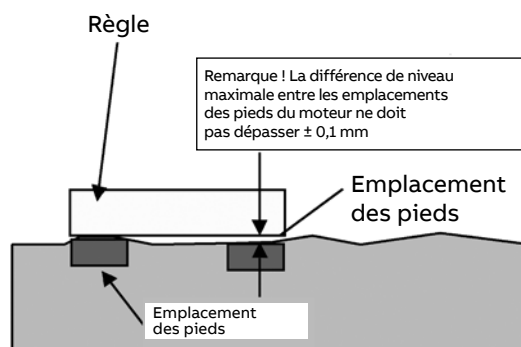 Règle
Remarque ! La différence de niveau
maximale entre les emplacements
des pieds du moteur ne doit
pas dépasser ± 0,1 mm
Emplacement
des pieds
Emplacement
des pieds